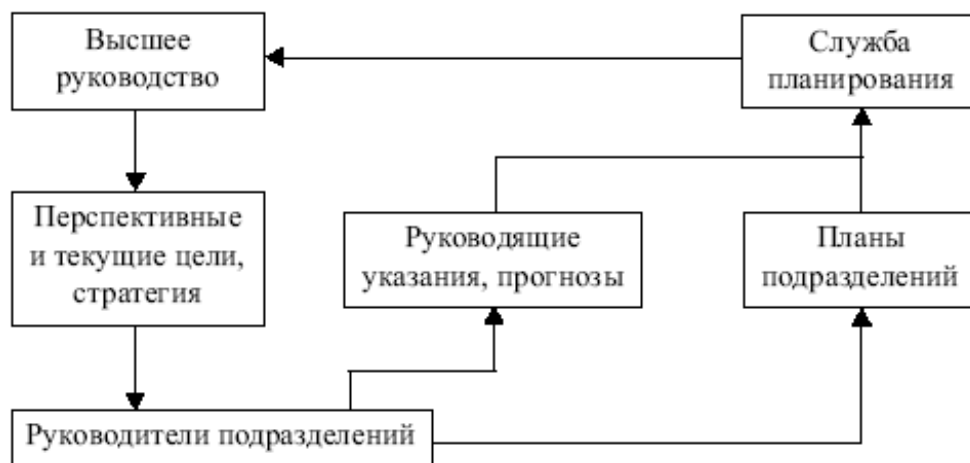 Высшее
руководство
Служба
планирования
Перспективные
и текущие цели,
стратегия
Руководящие
указания, прогнозы
Планы
подразделений
Руководители подразделений